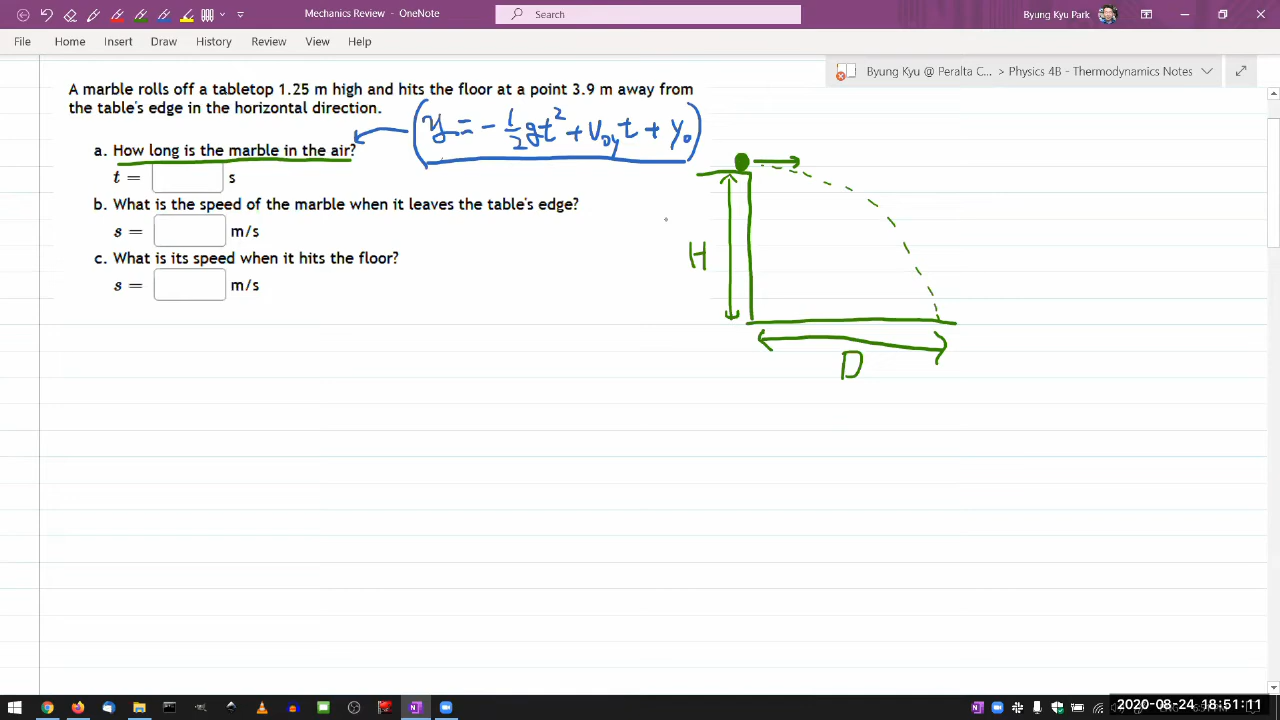 Mechanics Review - OneNote
Search
Byung Kyu Park
File Home Insert Draw History Review View Help
Byung Kyu @ Peralta C... > Physics 4B - Thermodynamics Notes
A marble rolls off a tabletop 1.25 m high and hits the floor at a point 3.9 m away from
the table's edge in the horizontal direction.
(y = -½gt² + v₀yt + y₀)
a. How long is the marble in the air?
t = s
b. What is the speed of the marble when it leaves the table's edge?
s = m/s
c. What is its speed when it hits the floor?
s = m/s
H
D
2020-08-24 18:51:11